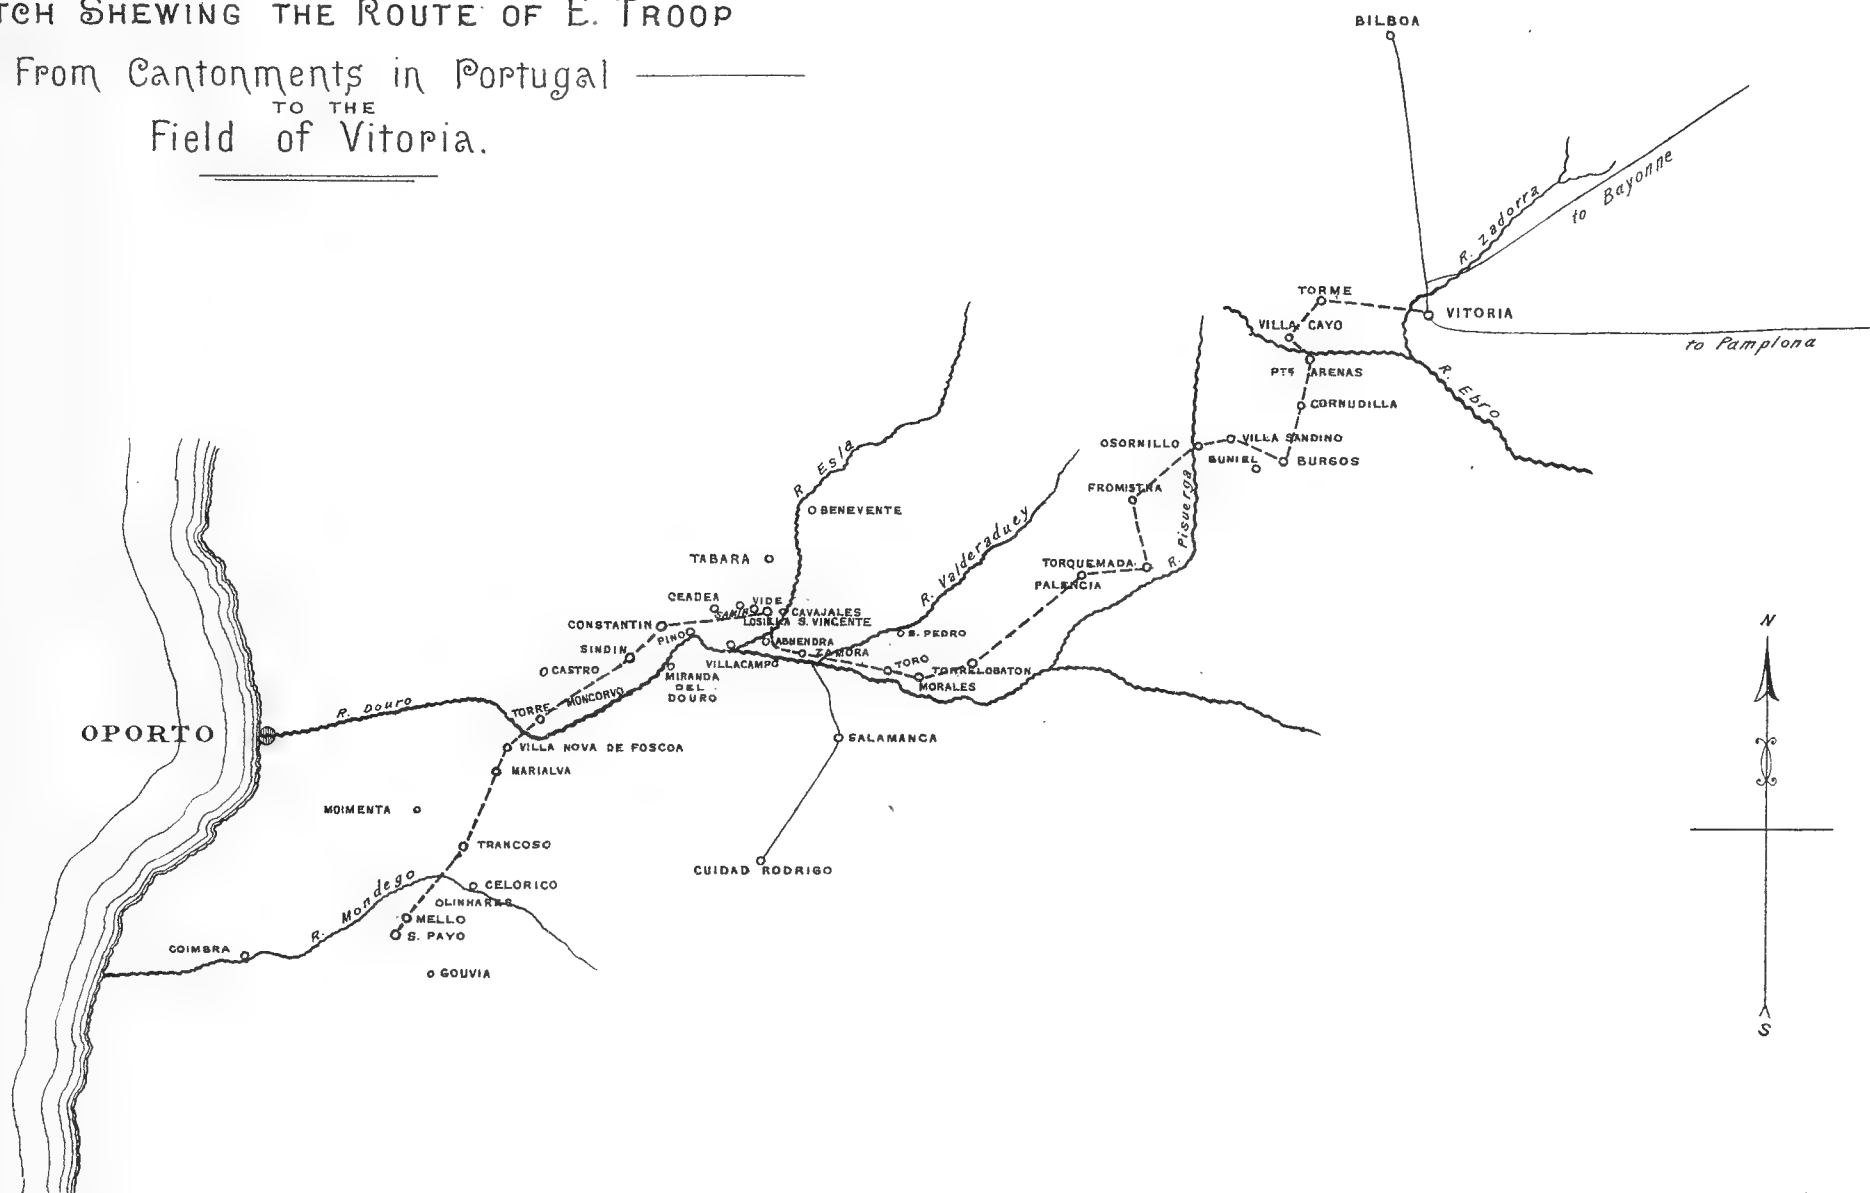 TCH SHEWING THE ROUTE OF E. TROOP
From Cantonments in Portugal
TO THE
Field of Vitoria.
BILBOA
R. Zadorra
to Bayonne
TORME
VITORIA
VILLA CAYO
to Pamplona
PTE ARENAS
R. Ebro
CORNUDILLA
OSORNILLO
VILLA SANDINO
BUNIEL
BURGOS
FROMISTRA
R. Pisuerga
R. Esla
BENEVENTE
R. Valderaduey
TABARA
TORQUEMADA
PALENCIA
CEADEA
VIDE
SAMIR
CAVAJALES
LOSILLA S. VINCENTE
CONSTANTIN
PINO
ABMENDRA
S. PEDRO
SINDIN
ZAMORA
VILLACAMPO
TORO
TORRELOBATON
MORALES
CASTRO
MIRANDA
DEL
DOURO
TORRE MONCORVO
R. Douro
OPORTO
VILLA NOVA DE FOSCOA
SALAMANCA
MARIALVA
MOIMENTA
TRANCOSO
CUIDAD RODRIGO
R. Mondego
CELORICO
OLINHARES
MELLO
S. PAYO
COIMBRA
GOUVIA
N
S